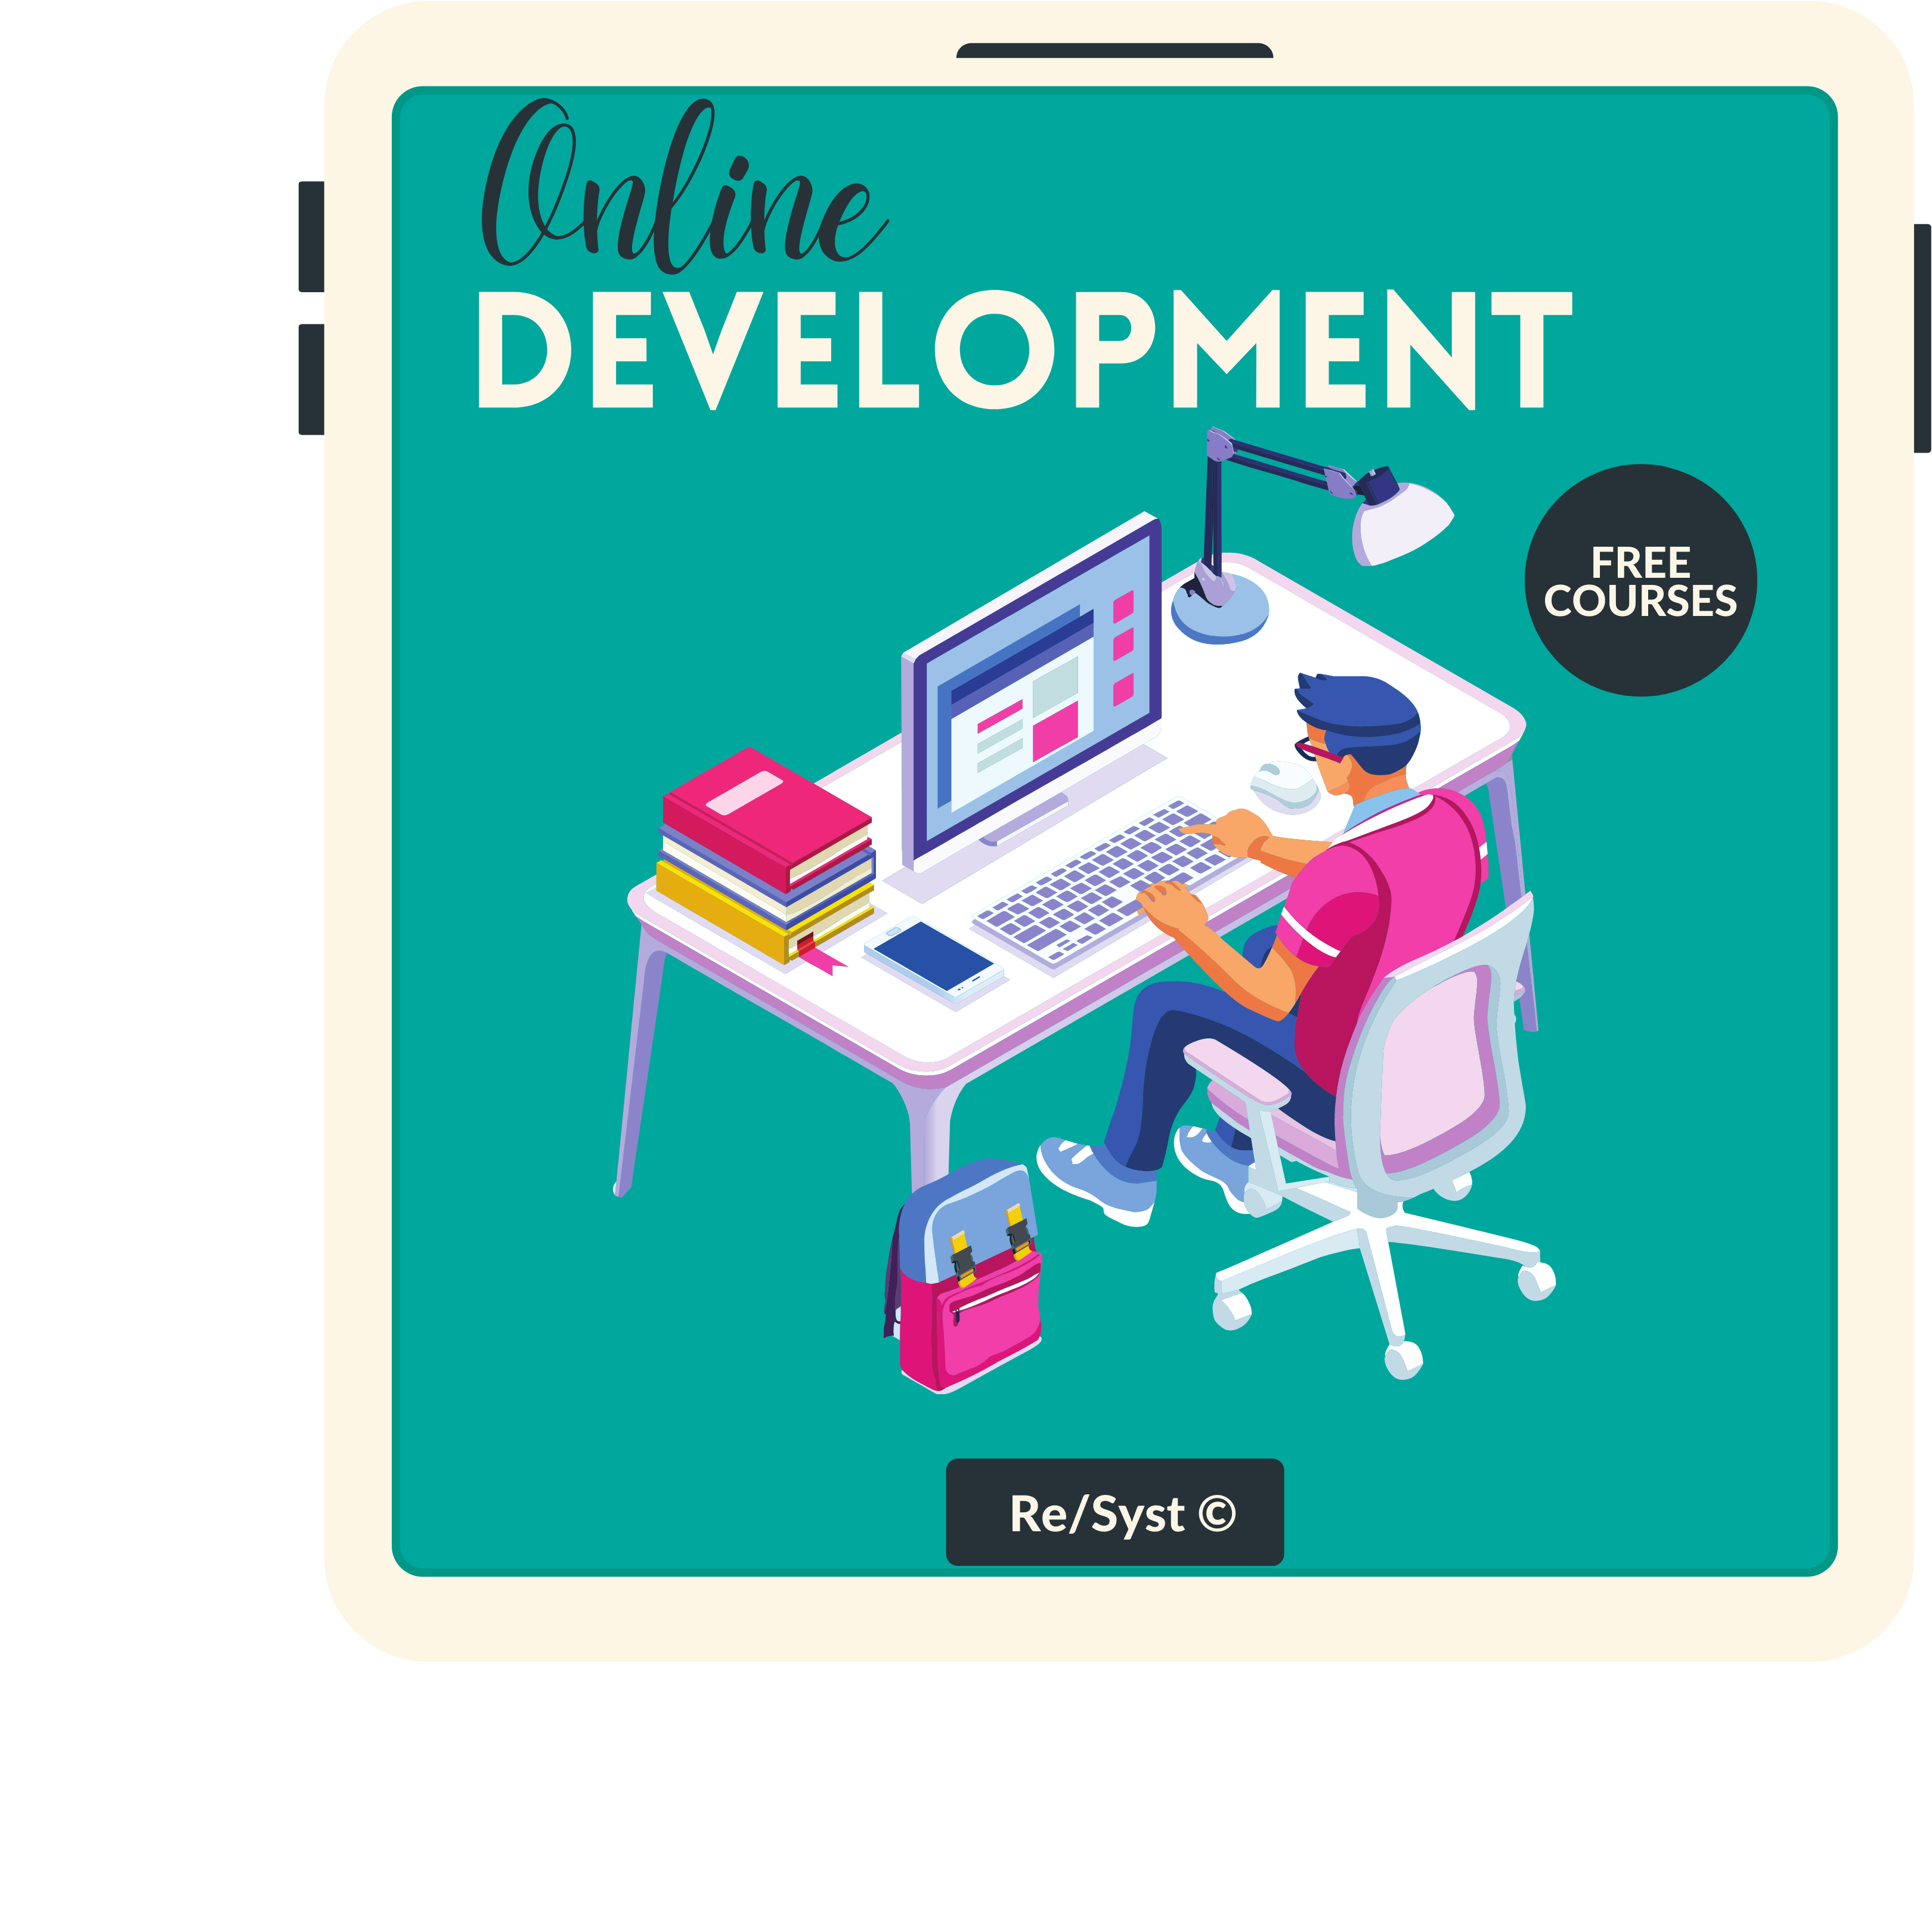 Online
DEVELOPMENT
FREE
COURSES
Re/Syst ©